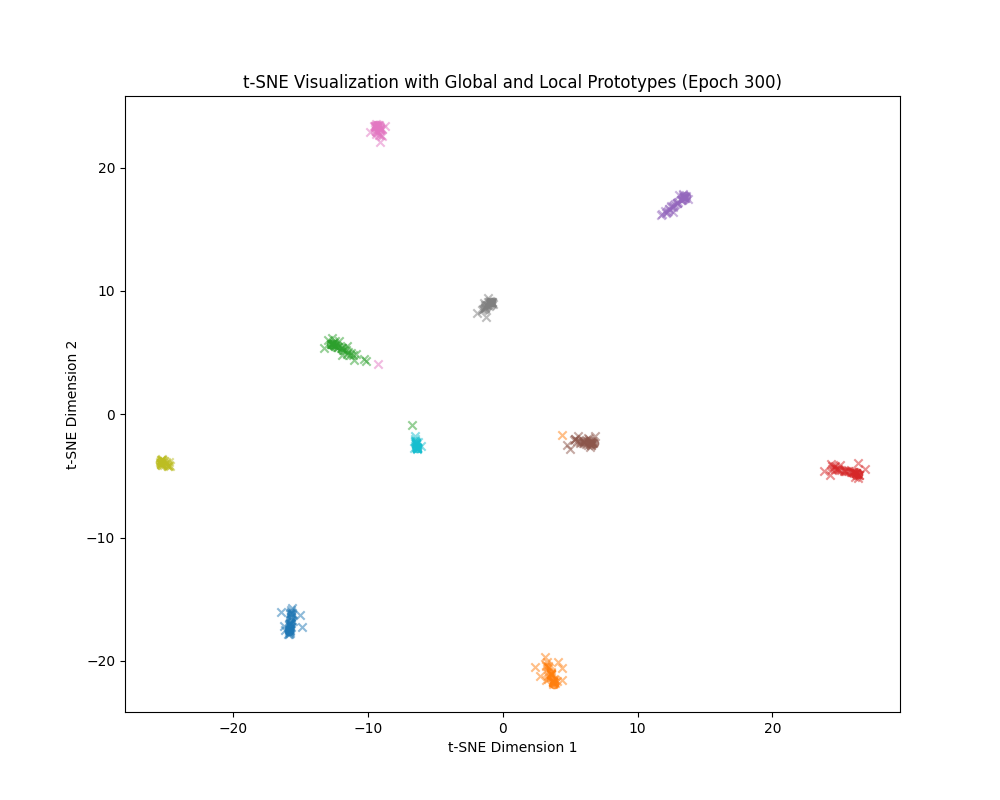 t-SNE Visualization with Global and Local Prototypes (Epoch 300)
20
10
0
−10
−20
t-SNE Dimension 2
−20 −10 0 10 20
t-SNE Dimension 1